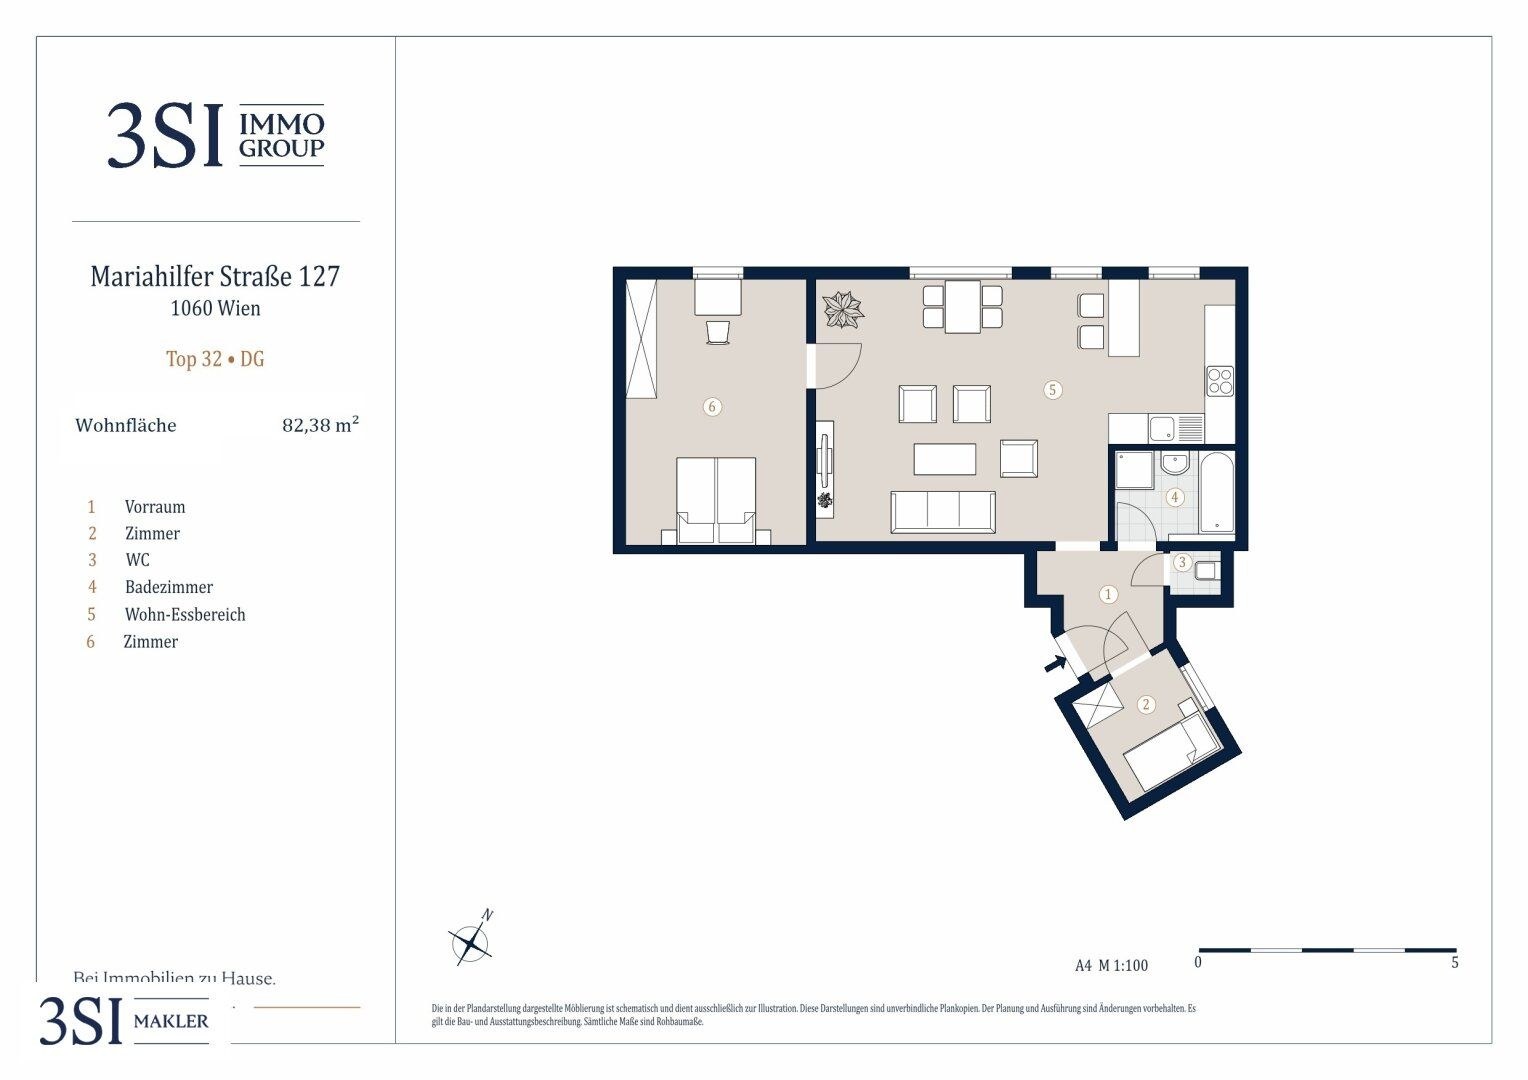 3SI IMMO
GROUP
Mariahilfer Straße 127
1060 Wien
Top 32 • DG
Wohnfläche 82,38 m²
1 Vorraum
2 Zimmer
3 WC
4 Badezimmer
5 Wohn-Essbereich
6 Zimmer
6
5
4
3
1
2
N
A4 M 1:100
0 5
Bei Immobilien zu Hause.
3SI MAKLER
Die in der Plandarstellung dargestellte Möblierung ist schematisch und dient ausschließlich zur Illustration. Diese Darstellungen sind unverbindliche Plankopien. Der Planung und Ausführung sind Änderungen vorbehalten. Es
gilt die Bau- und Ausstattungsbeschreibung. Sämtliche Maße sind Rohbaumaße.